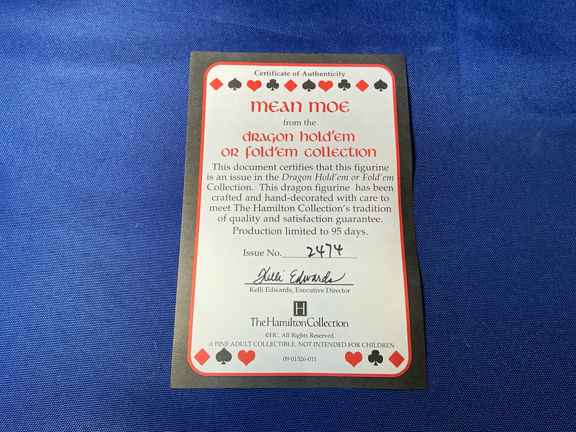 Certificate of Authenticity
mean moe
from the
dragon hold'em
or fold'em collection
This document certifies that this figurine
is an issue in the Dragon Hold'em or Fold'em
Collection. This dragon figurine has been
crafted and hand-decorated with care to
meet The Hamilton Collection's tradition
of quality and satisfaction guarantee.
Production limited to 95 days.
Issue No. 2474
Kelli Edwards
Kelli Edwards, Executive Director
H
The Hamilton Collection
©HC. All Rights Reserved.
A FINE ADULT COLLECTIBLE. NOT INTENDED FOR CHILDREN
09-01526-011